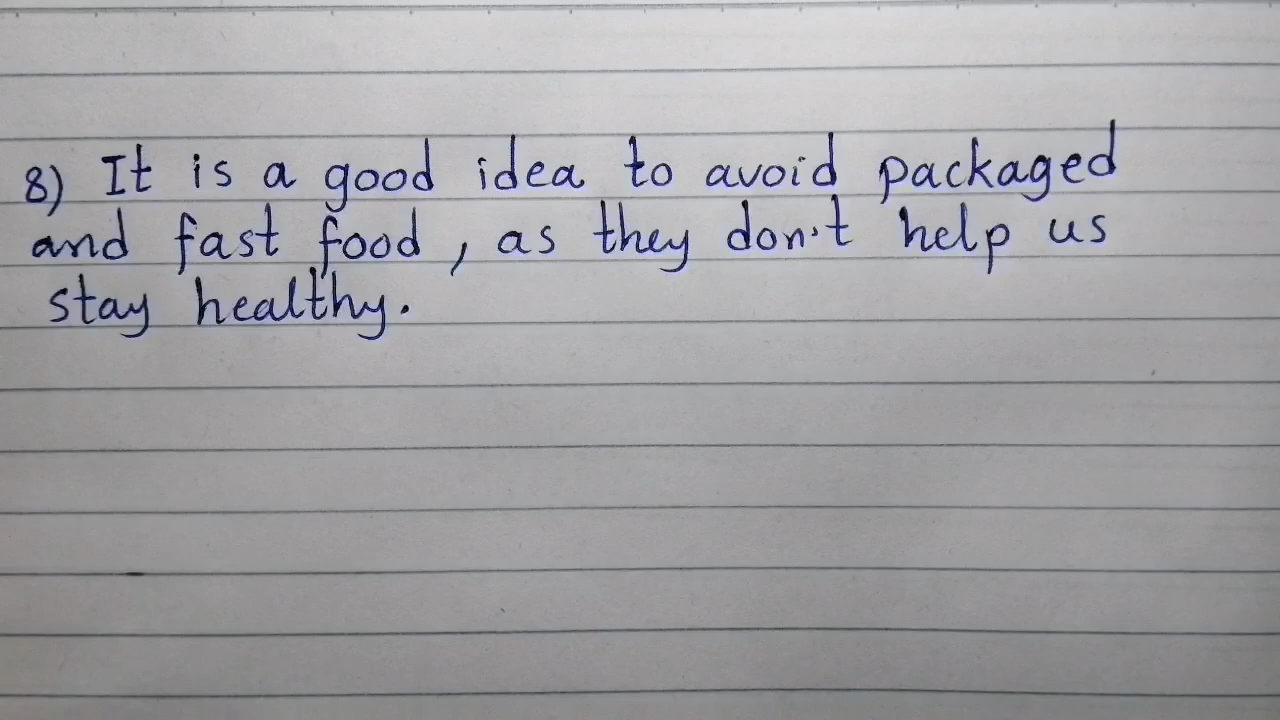 8) It is a good idea to avoid packaged
and fast food, as they don't help us
stay healthy.